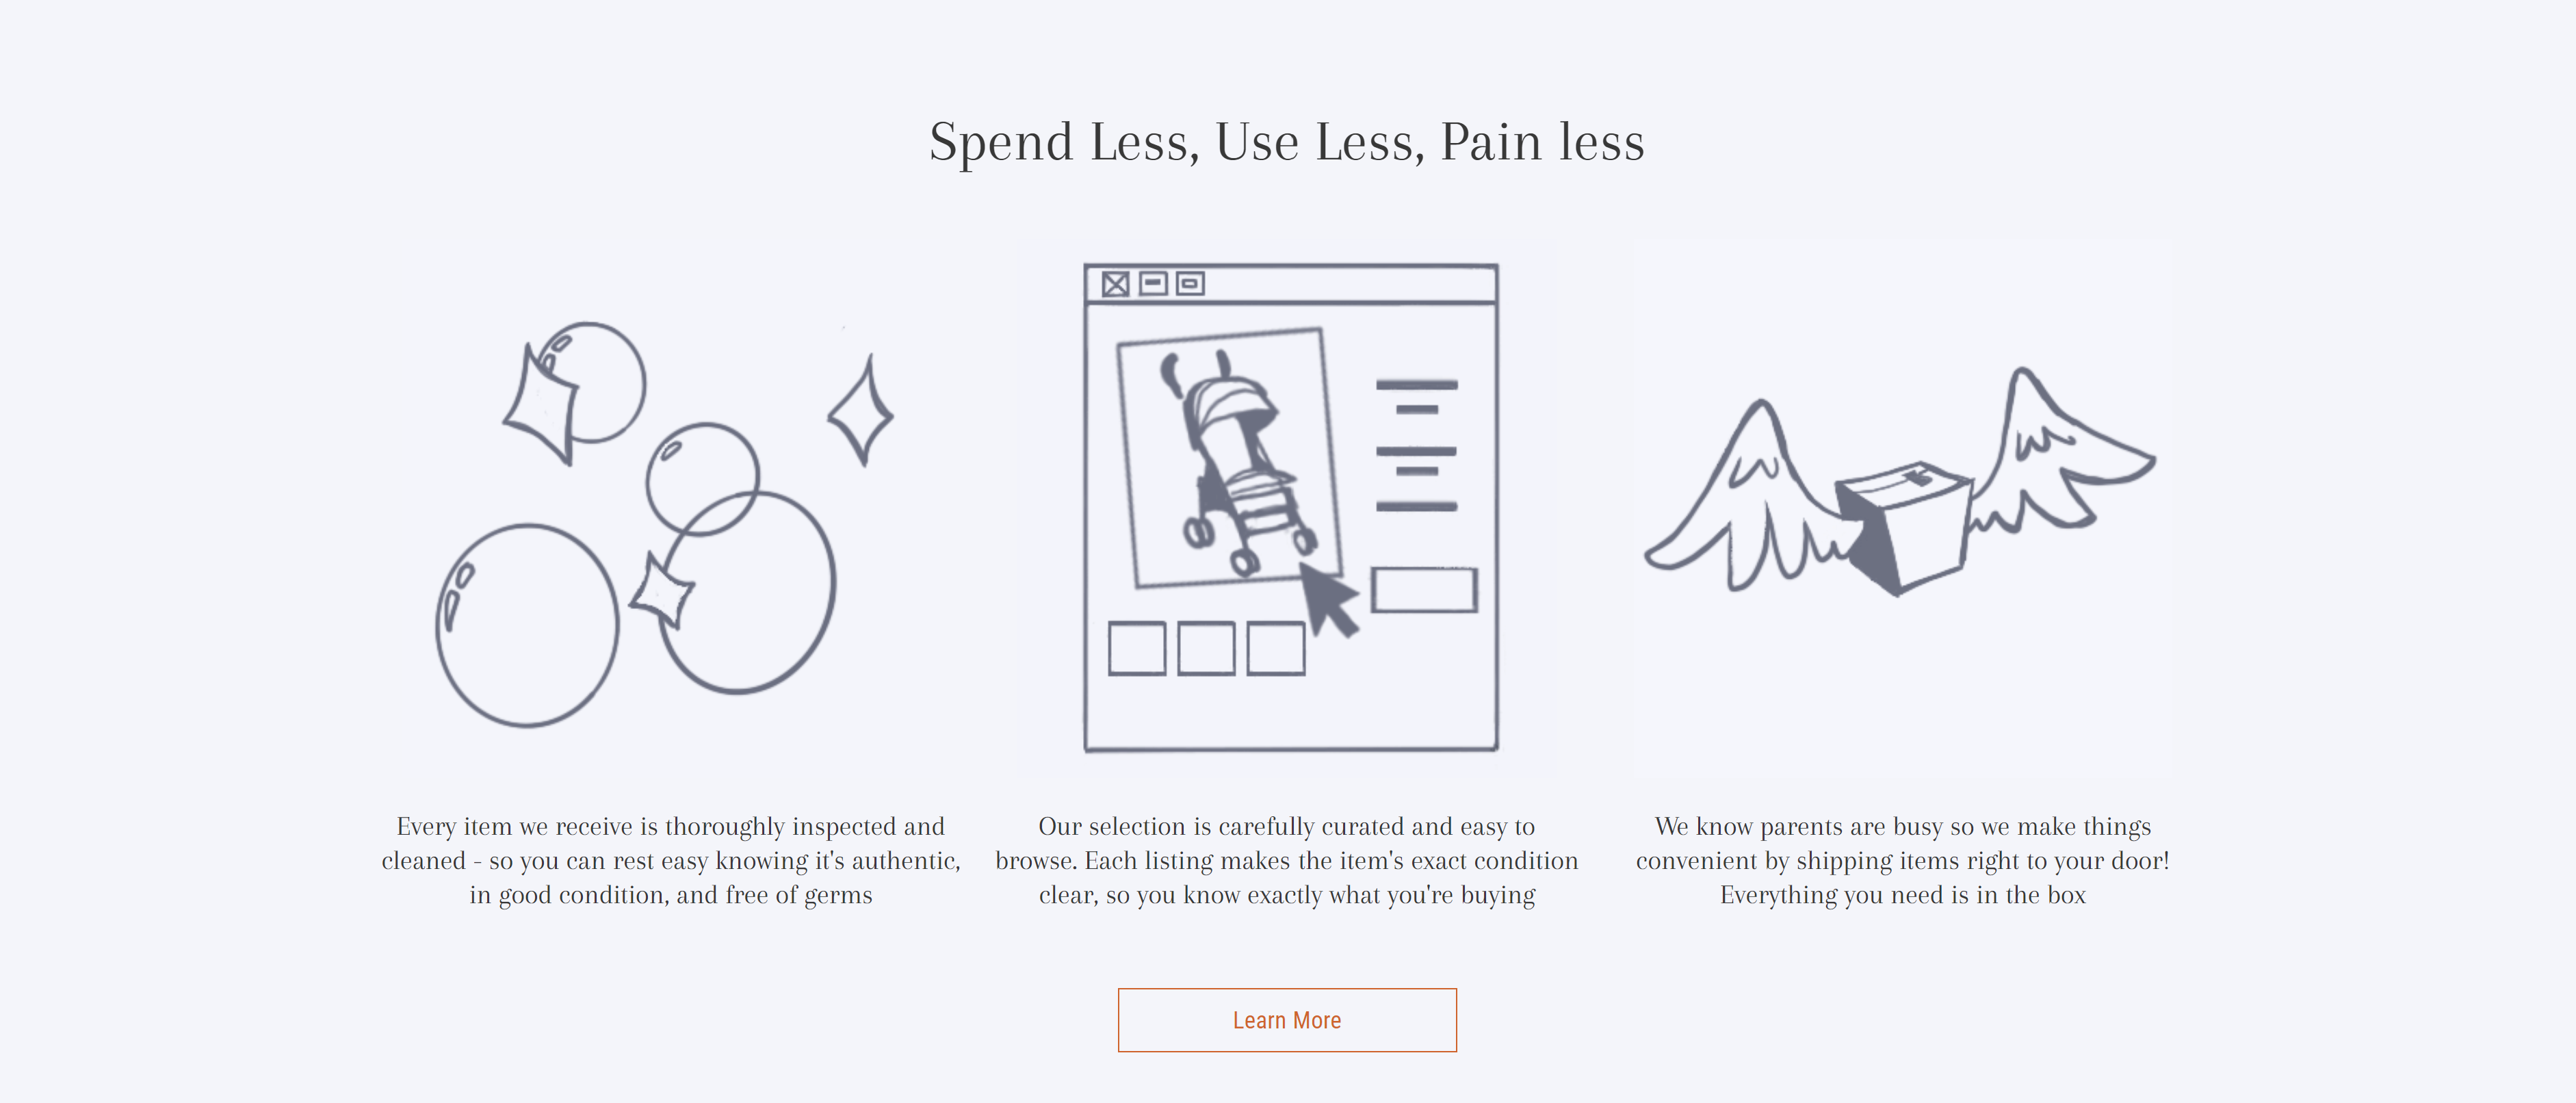 Spend Less, Use Less, Pain less
Every item we receive is thoroughly inspected and
cleaned - so you can rest easy knowing it's authentic,
in good condition, and free of germs
Our selection is carefully curated and easy to
browse. Each listing makes the item's exact condition
clear, so you know exactly what you're buying
We know parents are busy so we make things
convenient by shipping items right to your door!
Everything you need is in the box
Learn More